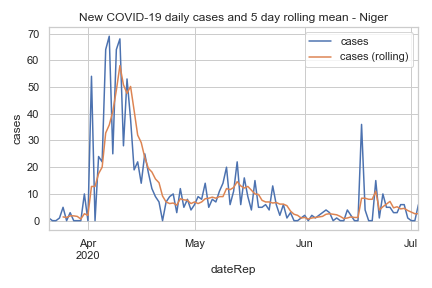 New COVID-19 daily cases and 5 day rolling mean - Niger
cases
cases (rolling)
70
60
50
40
30
20
10
0
cases
Apr
2020
May
Jun
Jul
dateRep